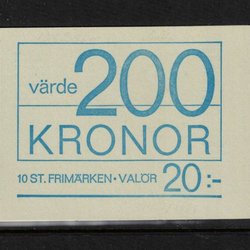 värde 200
KRONOR
10 ST. FRIMÄRKEN • VALÖR 20:-